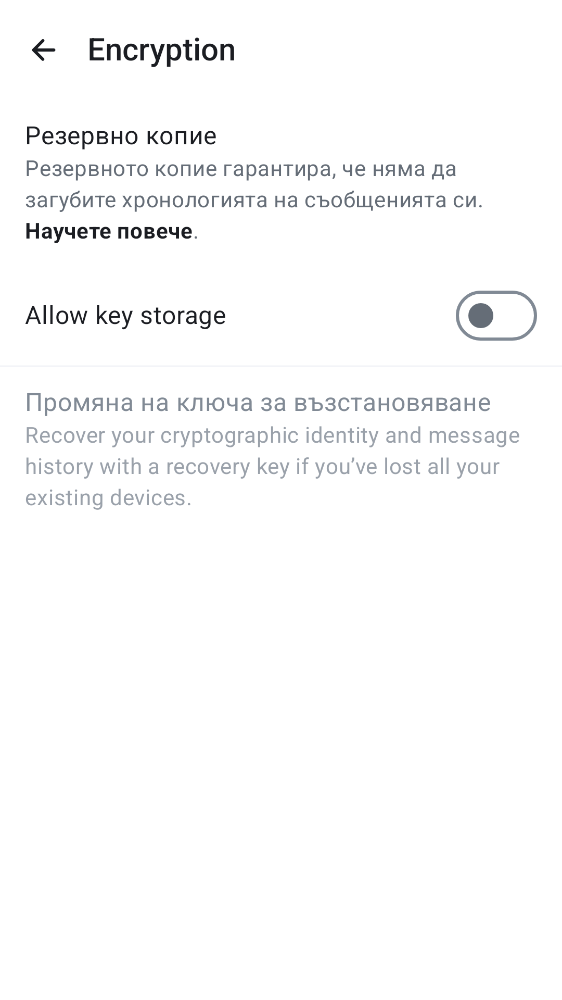 Encryption
Резервно копие
Резервното копие гарантира, че няма да
загубите хронологията на съобщенията си.
Научете повече.
Allow key storage
Промяна на ключа за възстановяване
Recover your cryptographic identity and message
history with a recovery key if you’ve lost all your
existing devices.